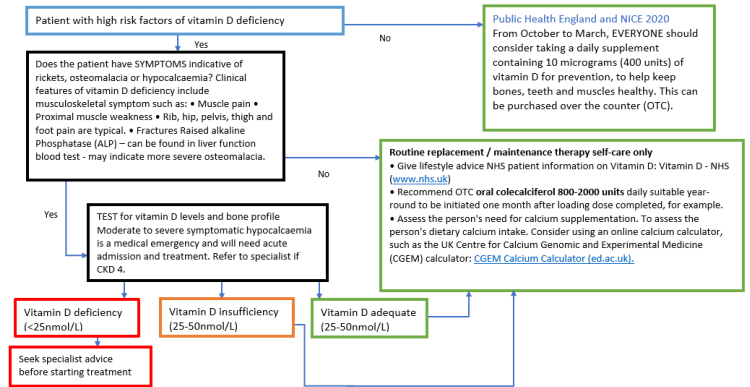 Patient with high risk factors of vitamin D deficiency
No
Yes
Public Health England and NICE 2020
From October to March, EVERYONE should
consider taking a daily supplement
containing 10 micrograms (400 units) of
vitamin D for prevention, to help keep
bones, teeth and muscles healthy. This can
be purchased over the counter (OTC).
Does the patient have SYMPTOMS indicative of
rickets, osteomalacia or hypocalcaemia? Clinical
features of vitamin D deficiency include
musculoskeletal symptom such as: • Muscle pain •
Proximal muscle weakness • Rib, hip, pelvis, thigh and
foot pain are typical. • Fractures Raised alkaline
Phosphatase (ALP) – can be found in liver function
blood test - may indicate more severe osteomalacia.
No
Yes
Routine replacement / maintenance therapy self-care only
• Give lifestyle advice NHS patient information on Vitamin D: Vitamin D - NHS
(www.nhs.uk)
• Recommend OTC oral colecalciferol 800-2000 units daily suitable year-
round to be initiated one month after loading dose completed, for example.
• Assess the person's need for calcium supplementation. To assess the
person's dietary calcium intake. Consider using an online calcium calculator,
such as the UK Centre for Calcium Genomic and Experimental Medicine
(CGEM) calculator: CGEM Calcium Calculator (ed.ac.uk).
TEST for vitamin D levels and bone profile
Moderate to severe symptomatic hypocalcaemia
is a medical emergency and will need acute
admission and treatment. Refer to specialist if
CKD 4.
Vitamin D deficiency
(<25nmol/L)
Vitamin D insufficiency
(25-50nmol/L)
Vitamin D adequate
(25-50nmol/L)
Seek specialist advice
before starting treatment